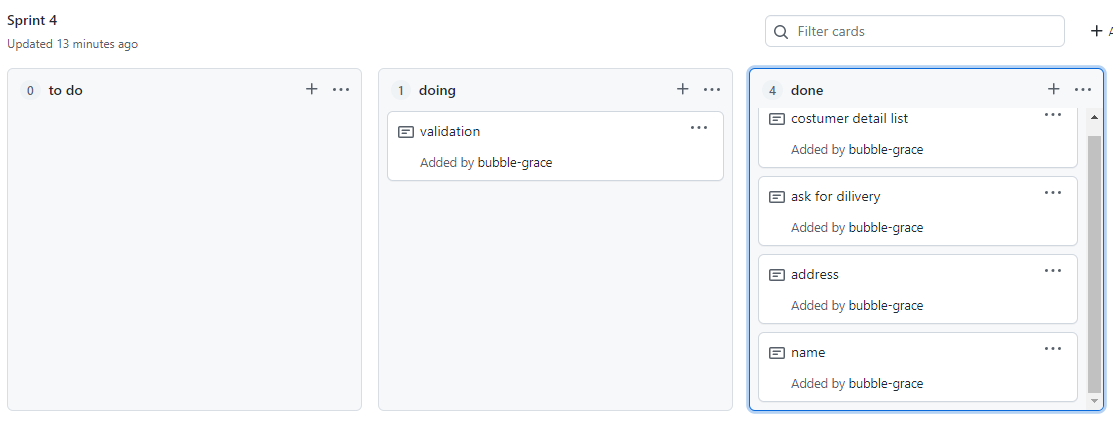 Sprint 4
Updated 13 minutes ago
Filter cards
0 to do
1 doing
validation
Added by bubble-grace
4 done
costumer detail list
Added by bubble-grace
ask for dilivery
Added by bubble-grace
address
Added by bubble-grace
name
Added by bubble-grace